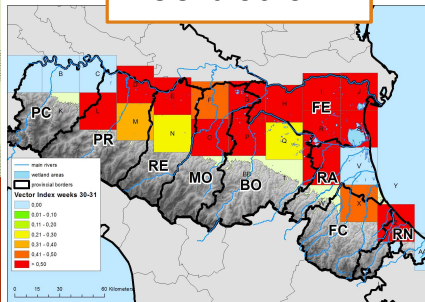 B
C
K
L
M
N
Q
H
BB
V
X
Y
PC
PR
RE
MO
BO
FE
RA
FC
RN
main rivers
wetland areas
provincial borders
Vector Index weeks 30-31
0,00
0,01 - 0,10
0,11 - 0,20
0,21 - 0,30
0,31 - 0,40
0,41 - 0,50
> 0,50
0 15 30 60 Kilometers